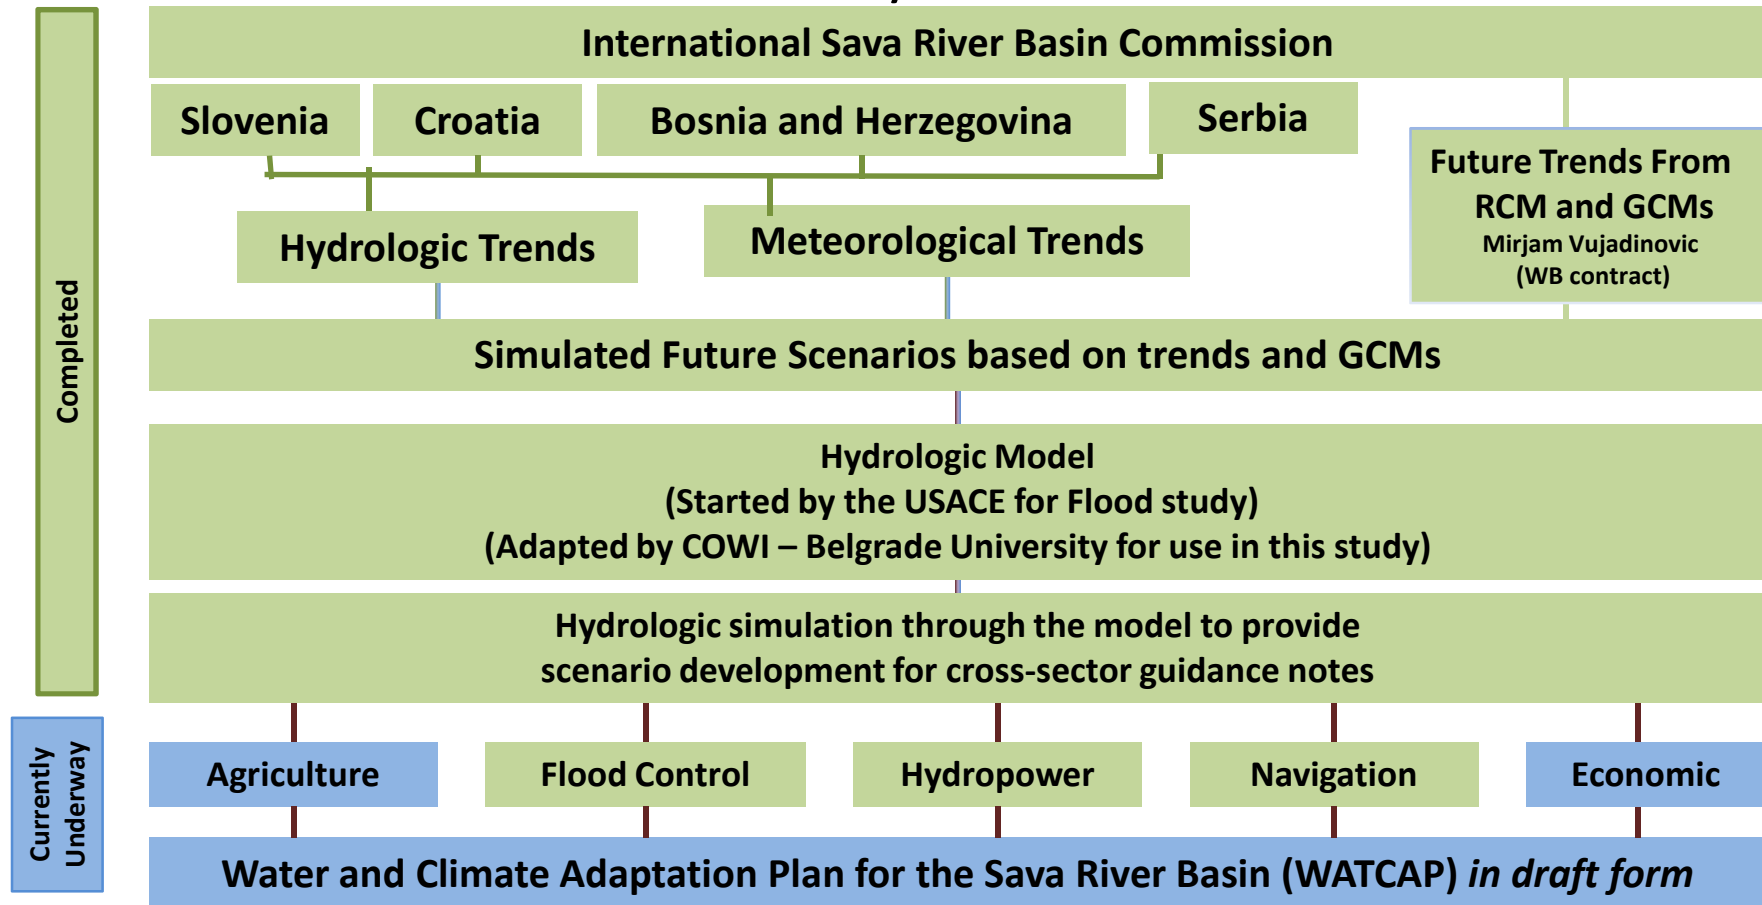 International Sava River Basin Commission
Slovenia
Croatia
Bosnia and Herzegovina
Serbia
Future Trends From
RCM and GCMs
Mirjam Vujadinovic
(WB contract)
Hydrologic Trends
Meteorological Trends
Completed
Simulated Future Scenarios based on trends and GCMs
Hydrologic Model
(Started by the USACE for Flood study)
(Adapted by COWI – Belgrade University for use in this study)
Hydrologic simulation through the model to provide
scenario development for cross-sector guidance notes
Currently
Underway
Agriculture
Flood Control
Hydropower
Navigation
Economic
Water and Climate Adaptation Plan for the Sava River Basin (WATCAP) in draft form